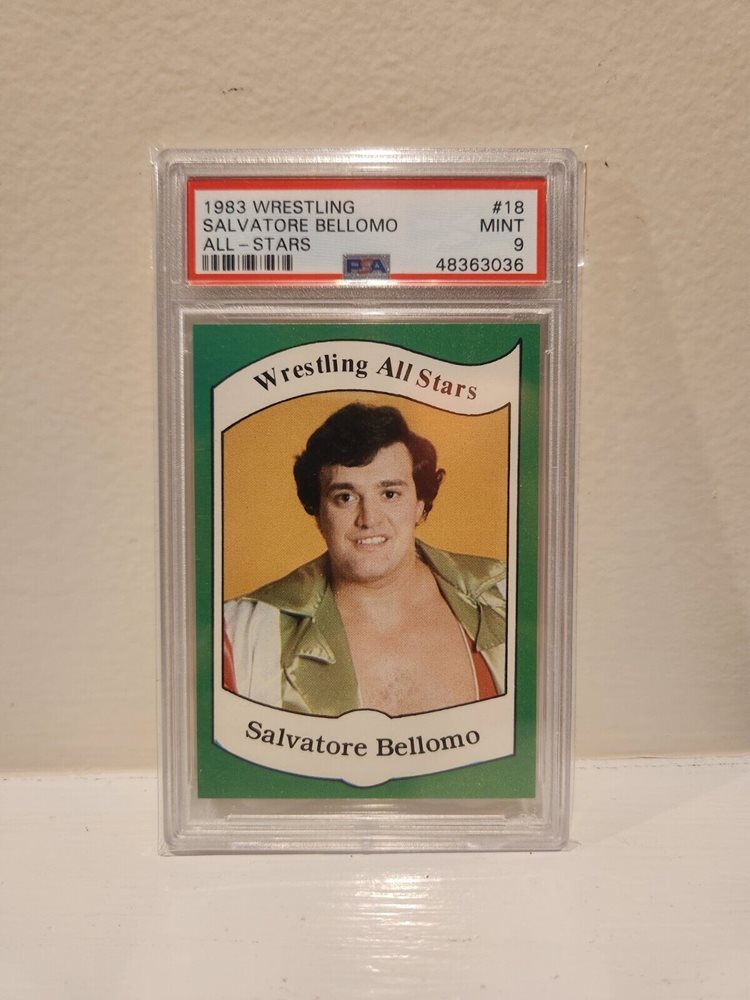 1983 WRESTLING #18
SALVATORE BELLOMO MINT
ALL-STARS 9
PSA 48363036
Wrestling All Stars
Salvatore Bellomo